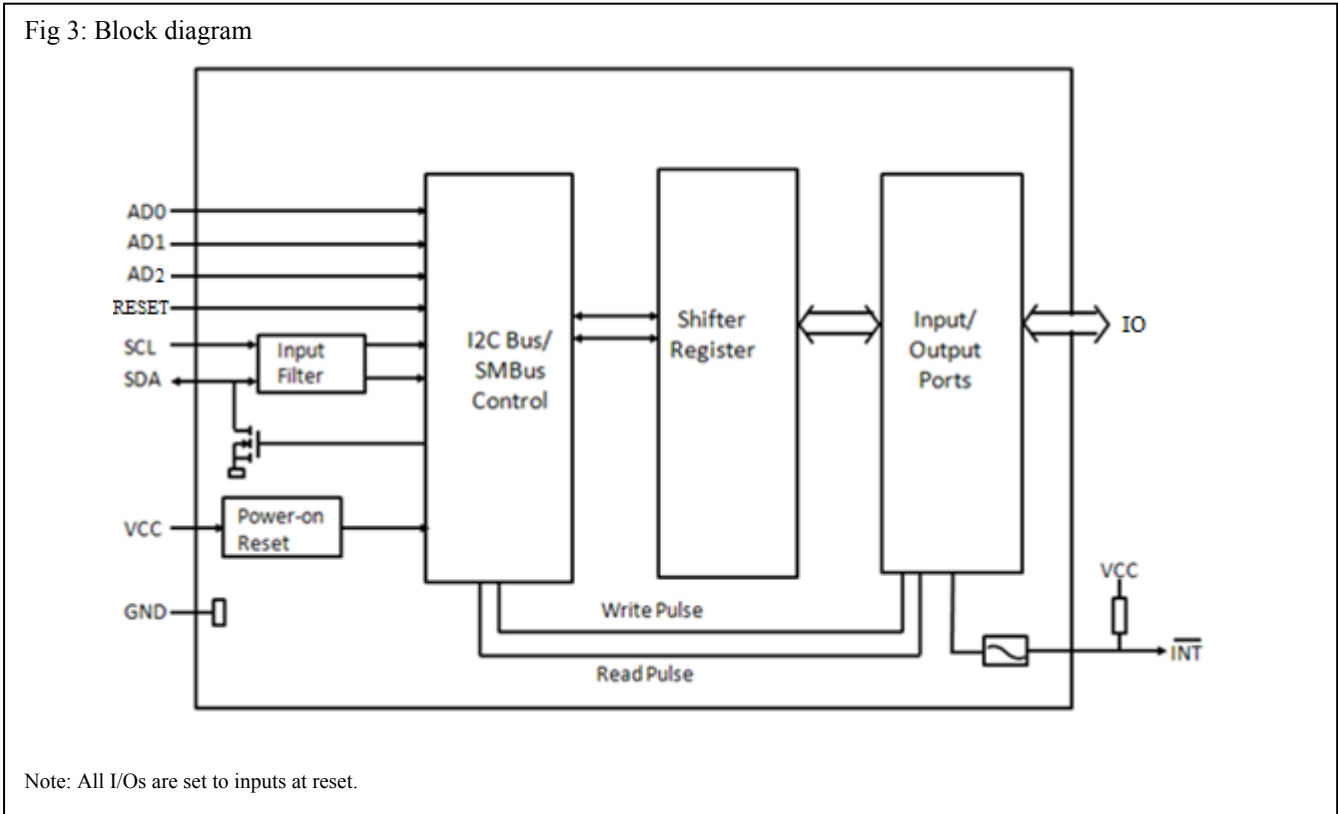 Fig 3: Block diagram
AD0
AD1
AD2
RESET
SCL
SDA
VCC
GND
Input
Filter
Power-on
Reset
I2C Bus/
SMBus
Control
Shifter
Register
Input/
Output
Ports
IO
Write Pulse
Read Pulse
VCC
INT
Note: All I/Os are set to inputs at reset.